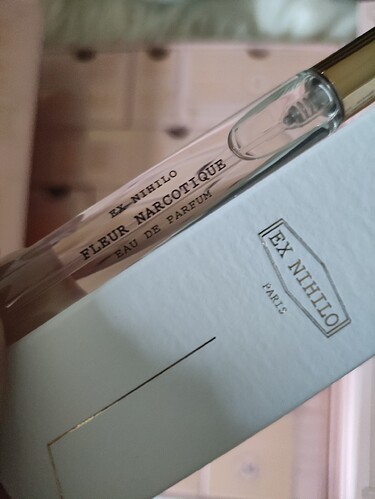 EX NIHILO
FLEUR NARCOTIQUE
EAU DE PARFUM
EX NIHILO
PARIS